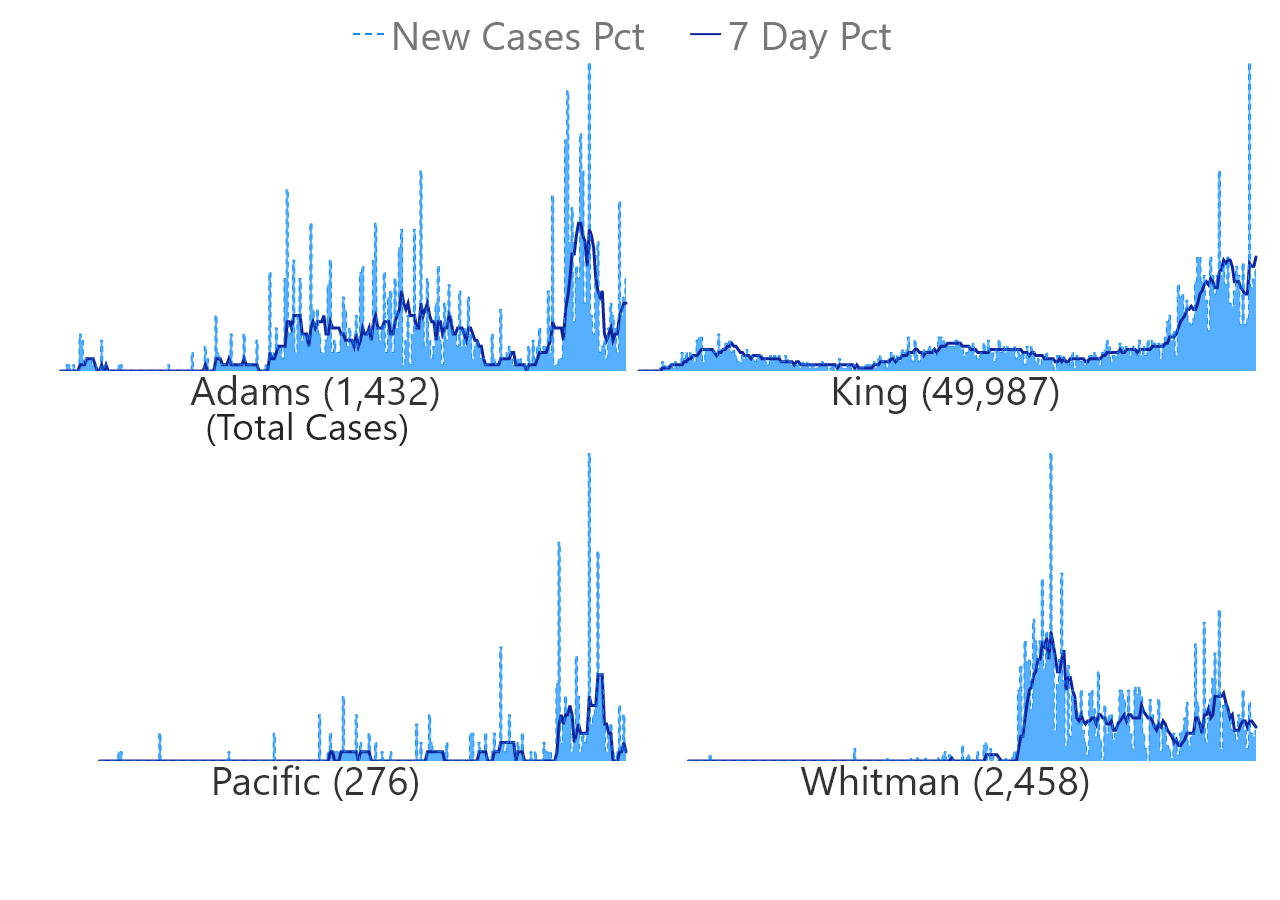 New Cases Pct 7 Day Pct
Adams (1,432) King (49,987)
(Total Cases)
Pacific (276) Whitman (2,458)